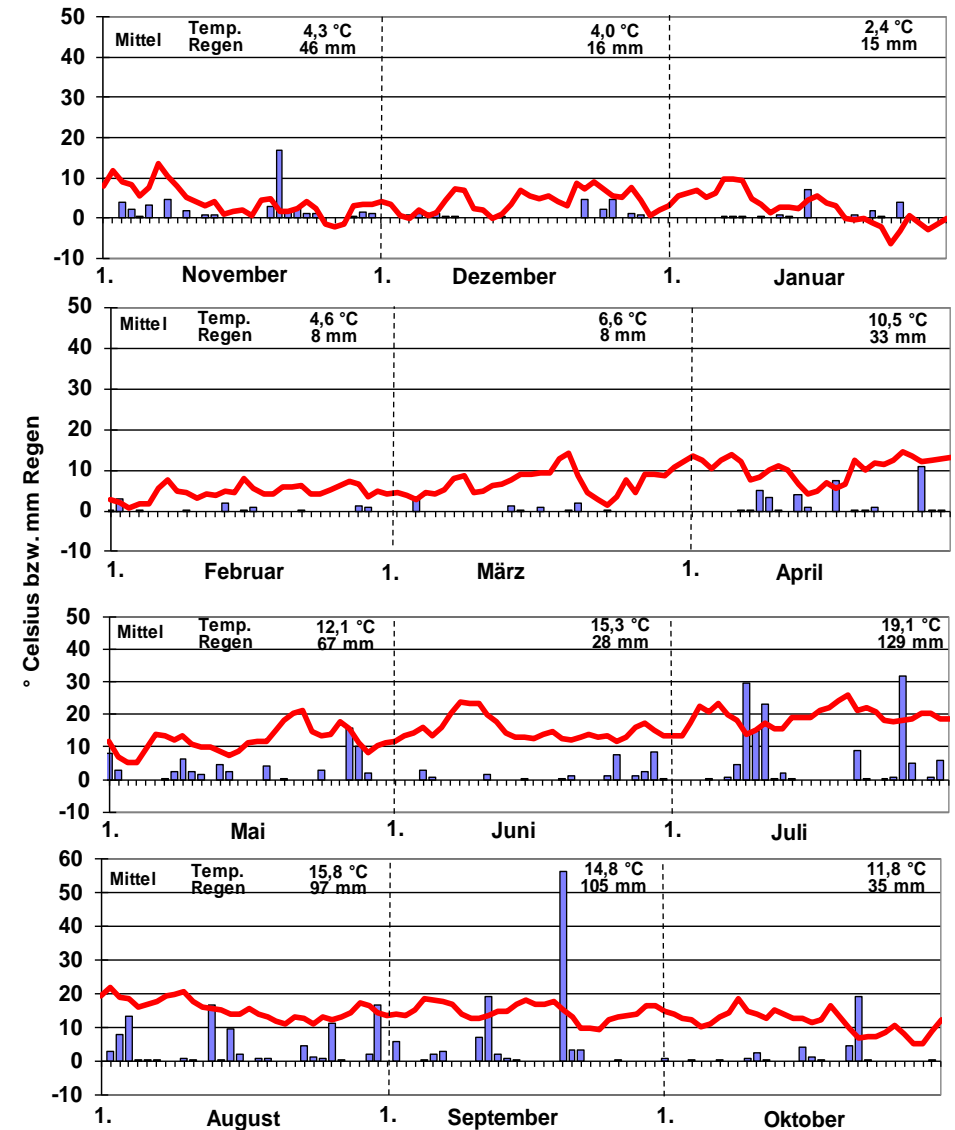 ° Celsius bzw. mm Regen
50
40
30
20
10
0
-10
Mittel Temp. 4,3 °C 4,0 °C 2,4 °C
Regen 46 mm 16 mm 15 mm
1. November 1. Dezember 1. Januar
50
40
30
20
10
0
-10
Mittel Temp. 4,6 °C 6,6 °C 10,5 °C
Regen 8 mm 8 mm 33 mm
1. Februar 1. März 1. April
50
40
30
20
10
0
-10
Mittel Temp. 12,1 °C 15,3 °C 19,1 °C
Regen 67 mm 28 mm 129 mm
1. Mai 1. Juni 1. Juli
60
50
40
30
20
10
0
-10
Mittel Temp. 15,8 °C 14,8 °C 11,8 °C
Regen 97 mm 105 mm 35 mm
1. August 1. September 1. Oktober